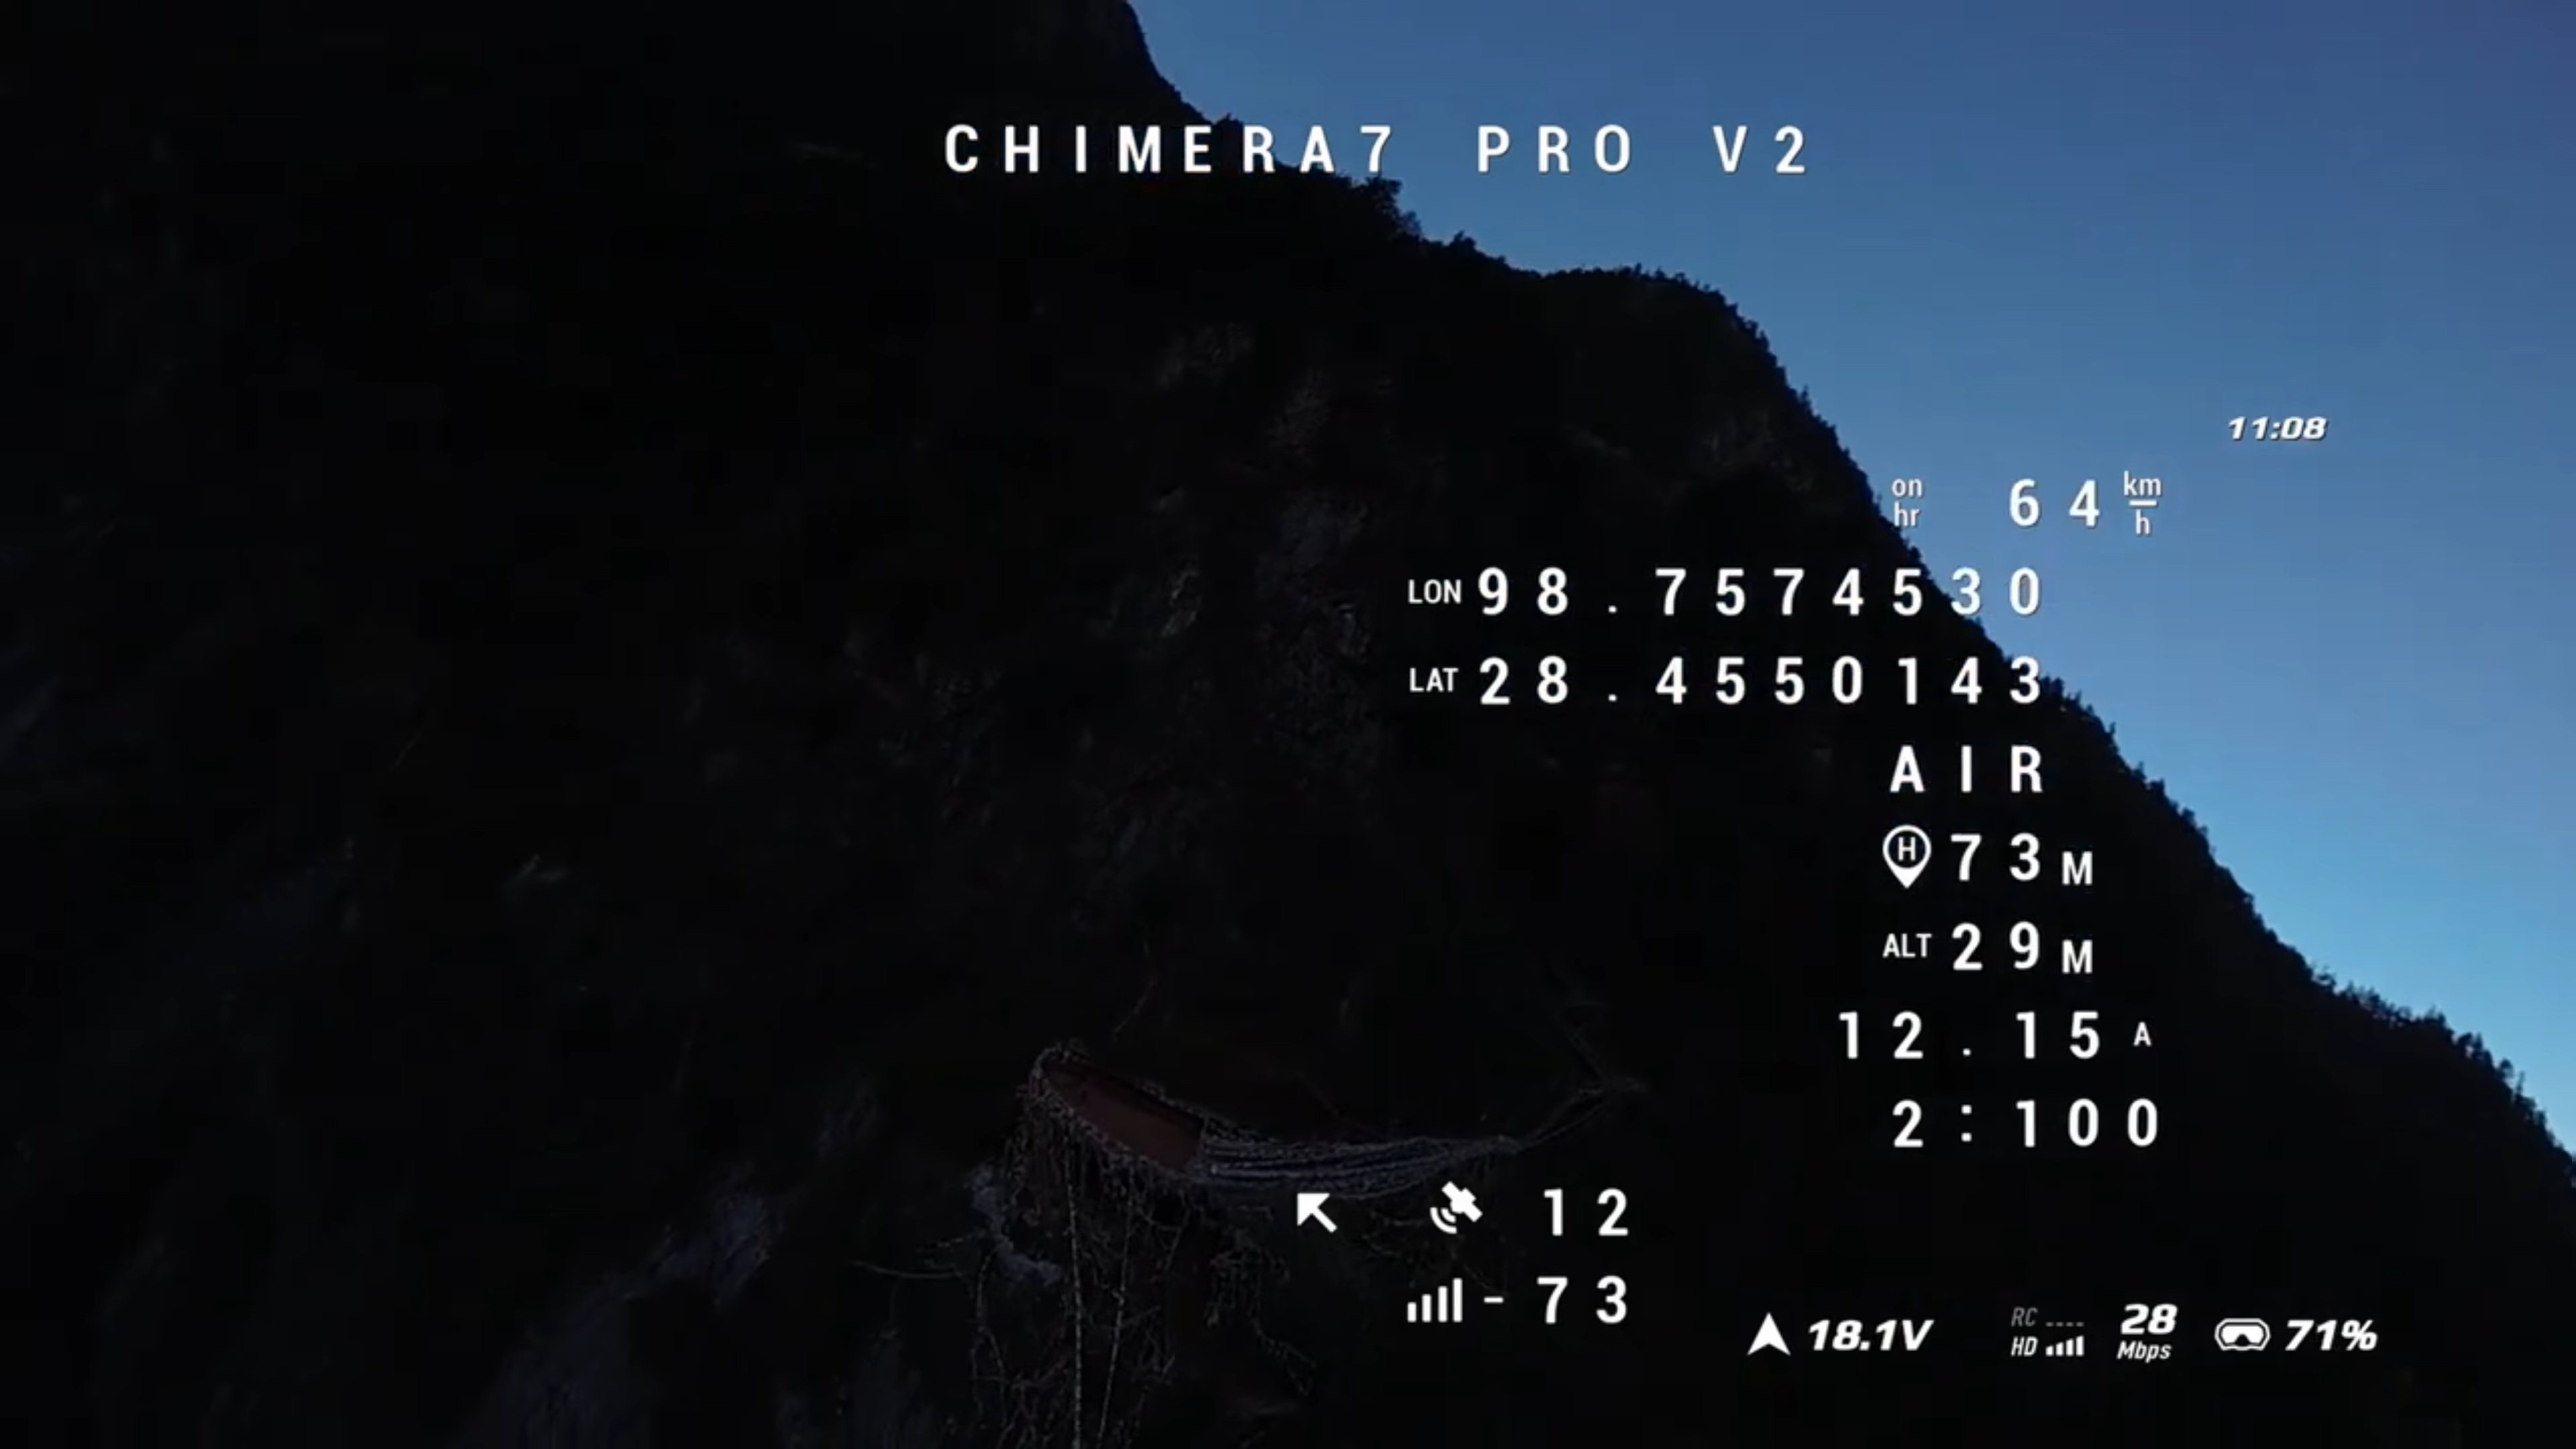 CHIMERA7 PRO V2
11:08
on hr 64 km/h
LON 98.7574530
LAT 28.4550143
AIR
H 73 M
ALT 29 M
12.15 A
2:100
12
-73
18.1V
RC ----
HD
28 Mbps
71%